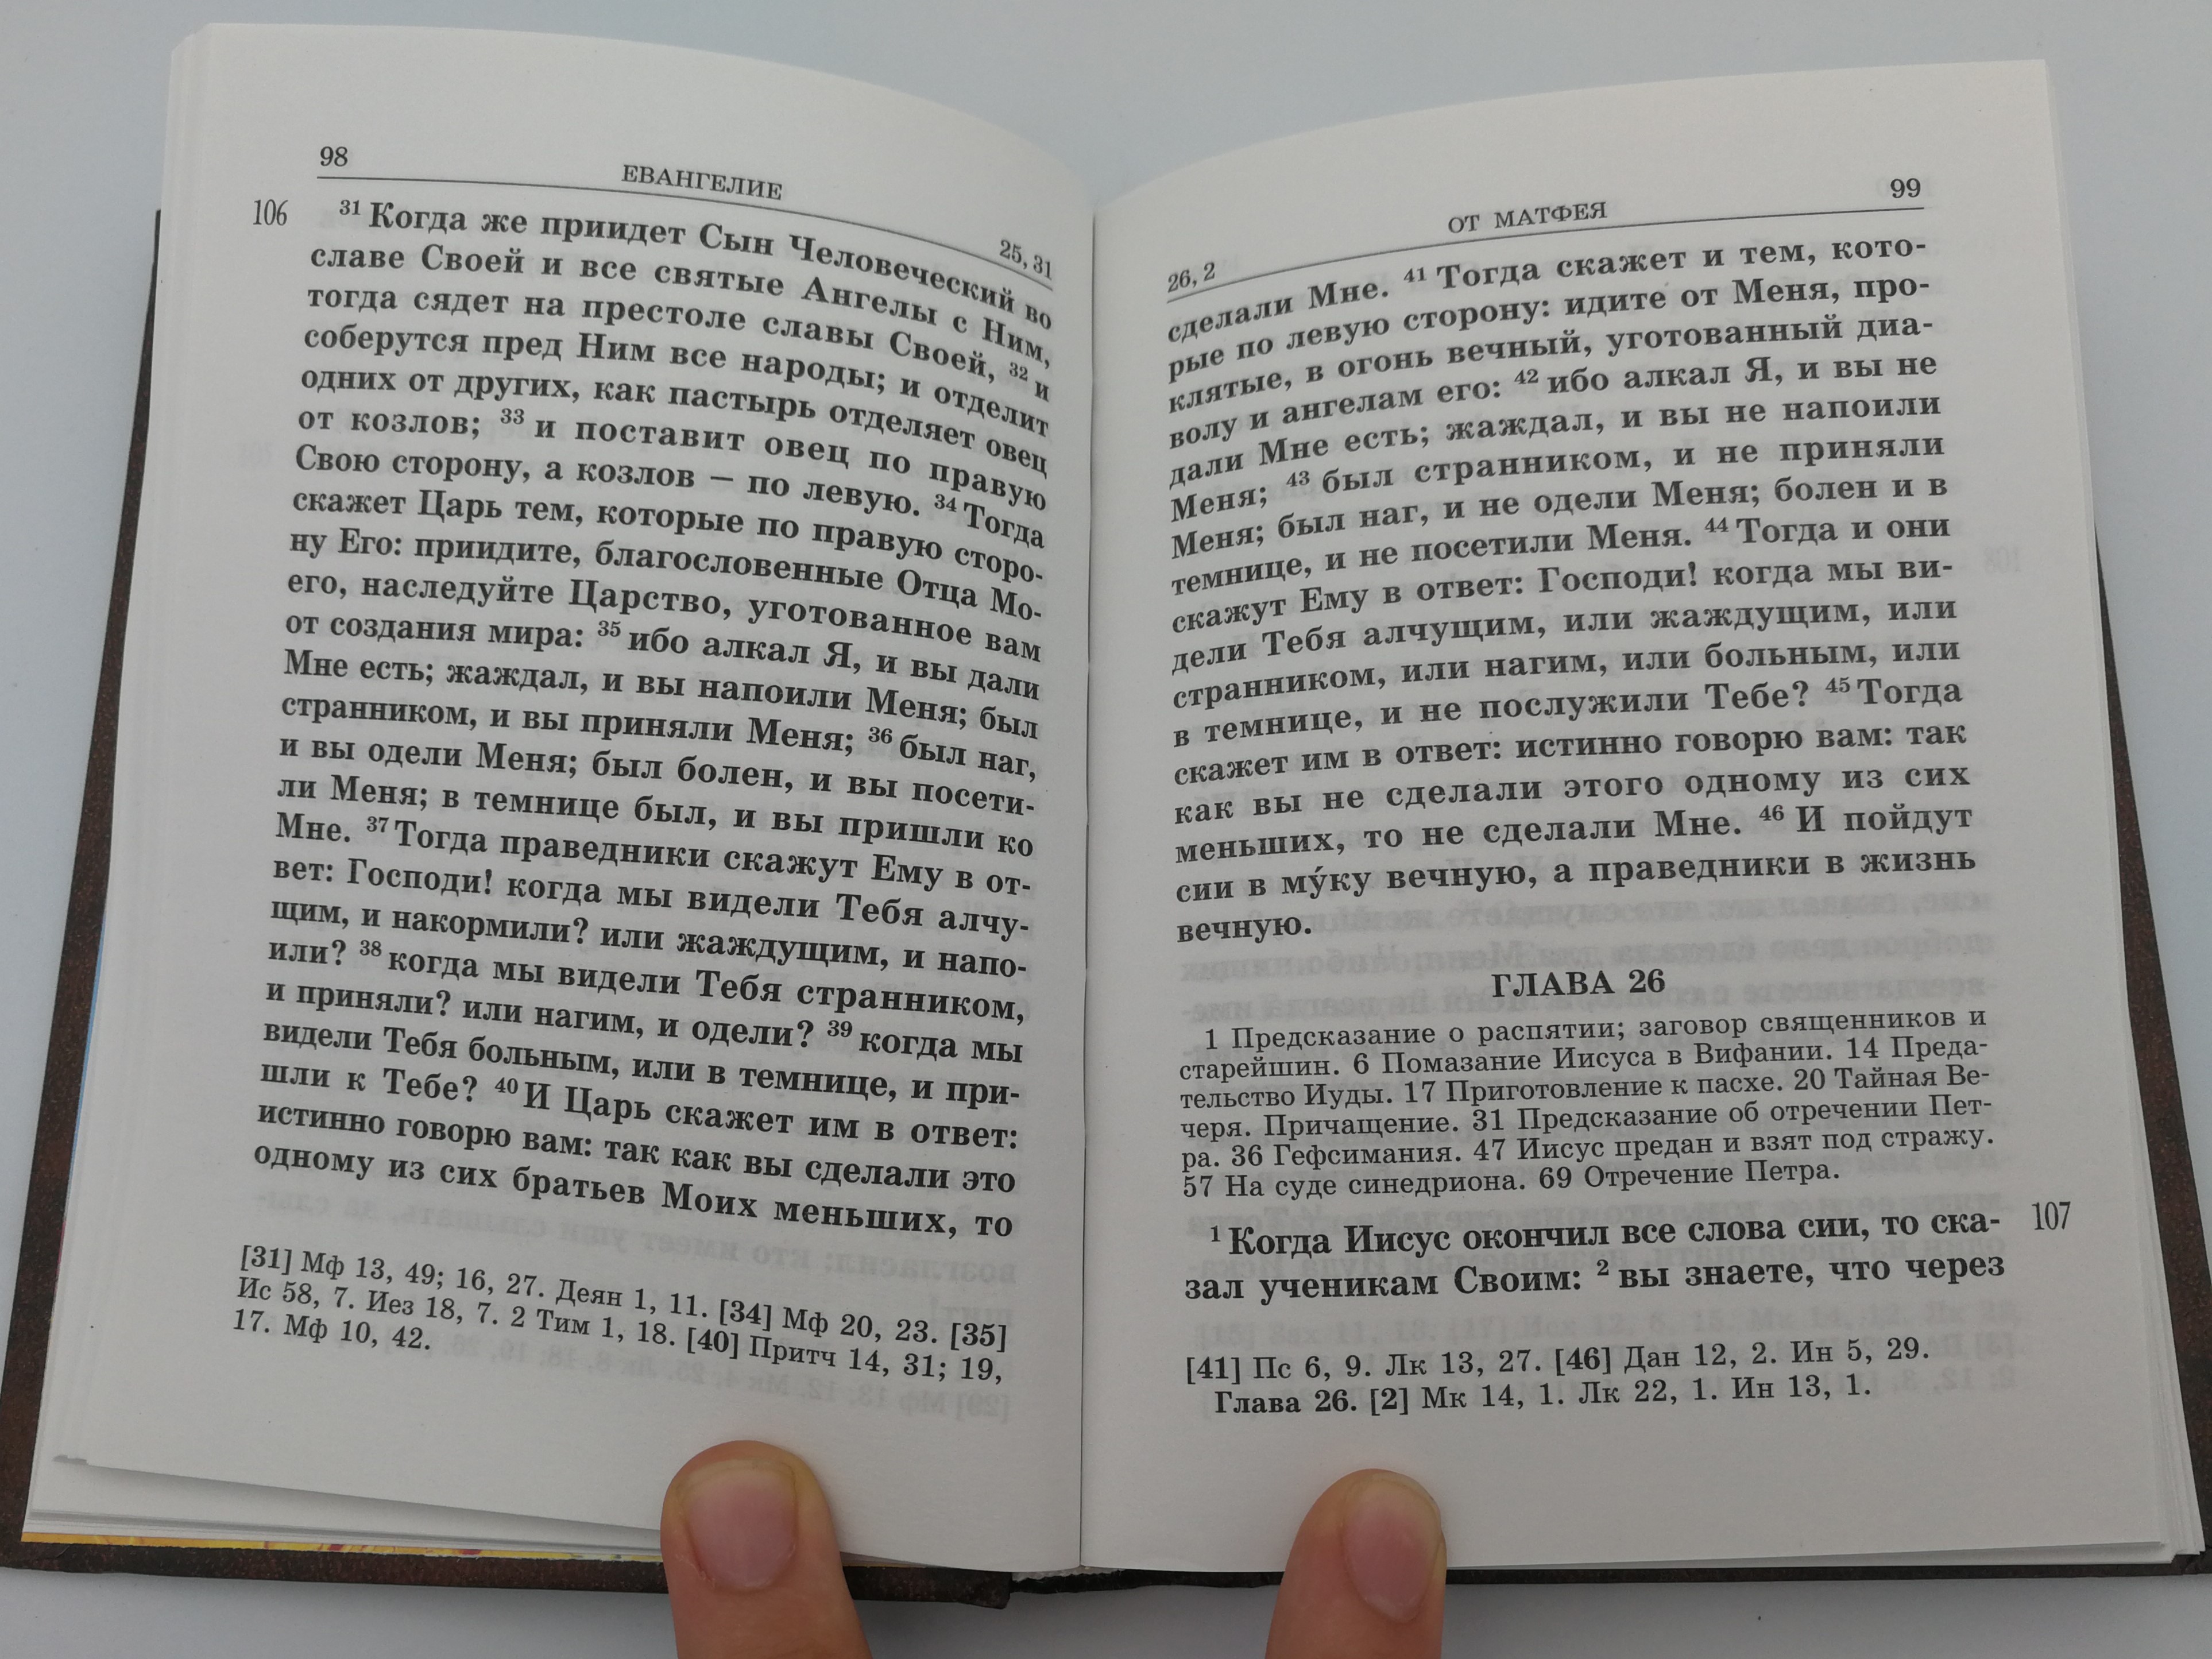 98
ЕВАНГЕЛИЕ
25, 31
106
31 Когда же приидет Сын Человеческий во
славе Своей и все святые Ангелы с Ним,
тогда сядет на престоле славы Своей, 32 и
соберутся пред Ним все народы; и отделит
одних от других, как пастырь отделяет овец
от козлов; 33 и поставит овец по правую
Свою сторону, а козлов – по левую. 34 Тогда
скажет Царь тем, которые по правую сторо-
ну Его: приидите, благословенные Отца Мо-
его, наследуйте Царство, уготованное вам
от создания мира: 35 ибо алкал Я, и вы дали
Мне есть; жаждал, и вы напоили Меня; был
странником, и вы приняли Меня; 36 был наг,
и вы одели Меня; был болен, и вы посети-
ли Меня; в темнице был, и вы пришли ко
Мне. 37 Тогда праведники скажут Ему в от-
вет: Господи! когда мы видели Тебя алчу-
щим, и накормили? или жаждущим, и напо-
или? 38 когда мы видели Тебя странником,
и приняли? или нагим, и одели? 39 когда мы
видели Тебя больным, или в темнице, и при-
шли к Тебе? 40 И Царь скажет им в ответ:
истинно говорю вам: так как вы сделали это
одному из сих братьев Моих меньших, то
[31] Мф 13, 49; 16, 27. Деян 1, 11. [34] Мф 20, 23. [35]
Ис 58, 7. Иез 18, 7. 2 Тим 1, 18. [40] Притч 14, 31; 19,
17. Мф 10, 42.
99
ОТ МАТФЕЯ
26, 2
сделали Мне. 41 Тогда скажет и тем, кото-
рые по левую сторону: идите от Меня, про-
клятые, в огонь вечный, уготованный диа-
волу и ангелам его: 42 ибо алкал Я, и вы не
дали Мне есть; жаждал, и вы не напоили
Меня; 43 был странником, и не приняли
Меня; был наг, и не одели Меня; болен и в
темнице, и не посетили Меня. 44 Тогда и они
скажут Ему в ответ: Господи! когда мы ви-
дели Тебя алчущим, или жаждущим, или
странником, или нагим, или больным, или
в темнице, и не послужили Тебе? 45 Тогда
скажет им в ответ: истинно говорю вам: так
как вы не сделали этого одному из сих
меньших, то не сделали Мне. 46 И пойдут
сии в му́ку вечную, а праведники в жизнь
вечную.
ГЛАВА 26
1 Предсказание о распятии; заговор священников и
старейшин. 6 Помазание Иисуса в Вифании. 14 Преда-
тельство Иуды. 17 Приготовление к пасхе. 20 Тайная Ве-
черя. Причащение. 31 Предсказание об отречении Пет-
ра. 36 Гефсимания. 47 Иисус предан и взят под стражу.
57 На суде синедриона. 69 Отречение Петра.
107
1 Когда Иисус окончил все слова сии, то ска-
зал ученикам Своим: 2 вы знаете, что через
[41] Пс 6, 9. Лк 13, 27. [46] Дан 12, 2. Ин 5, 29.
Глава 26. [2] Мк 14, 1. Лк 22, 1. Ин 13, 1.